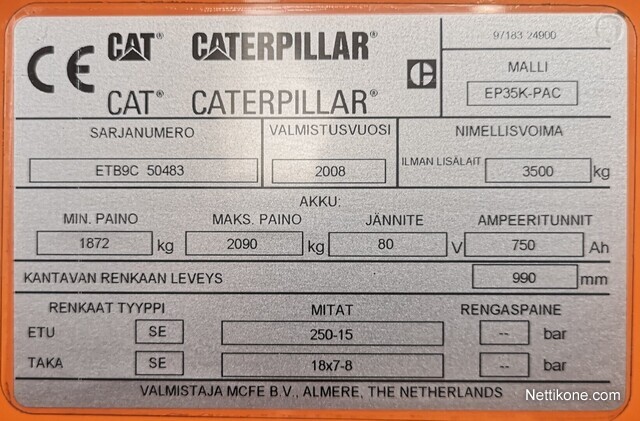 CE CAT® CATERPILLAR®
CAT® CATERPILLAR®
97183 24900
MALLI
EP35K-PAC
SARJANUMERO VALMISTUSVUOSI NIMELLISVOIMA
ETB9C 50483 2008 ILMAN LISÄLAIT 3500 kg
AKKU:
MIN. PAINO MAKS. PAINO JÄNNITE AMPEERITUNNIT
1872 kg 2090 kg 80 V 750 Ah
KANTAVAN RENKAAN LEVEYS 990 mm
RENKAAT TYYPPI MITAT RENGASPAINE
ETU SE 250-15 -- bar
TAKA SE 18x7-8 -- bar
VALMISTAJA MCFE B.V., ALMERE, THE NETHERLANDS
Nettikone.com